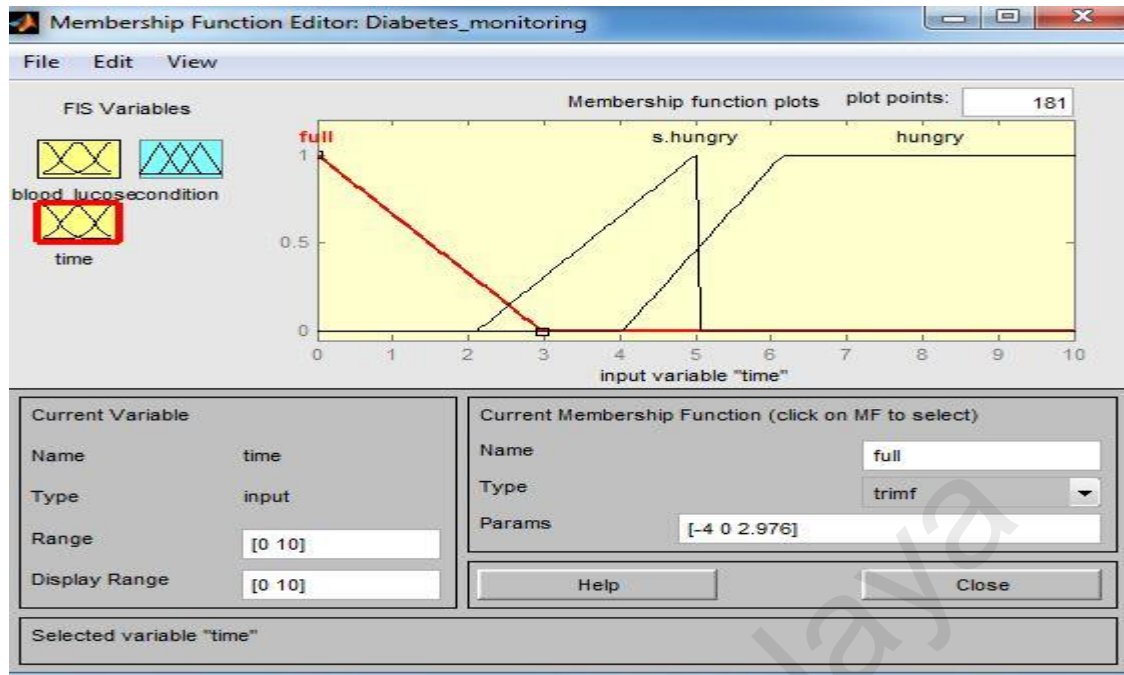 Membership Function Editor: Diabetes_monitoring
File Edit View
FIS Variables
Membership function plots plot points: 181
full s.hungry hungry
1
0.5
0
0 1 2 3 4 5 6 7 8 9 10
input variable "time"
blood lucose condition
time
Current Variable
Name time
Type input
Range [0 10]
Display Range [0 10]
Current Membership Function (click on MF to select)
Name full
Type trimf
Params [-4 0 2.976]
Help Close
Selected variable "time"
laya